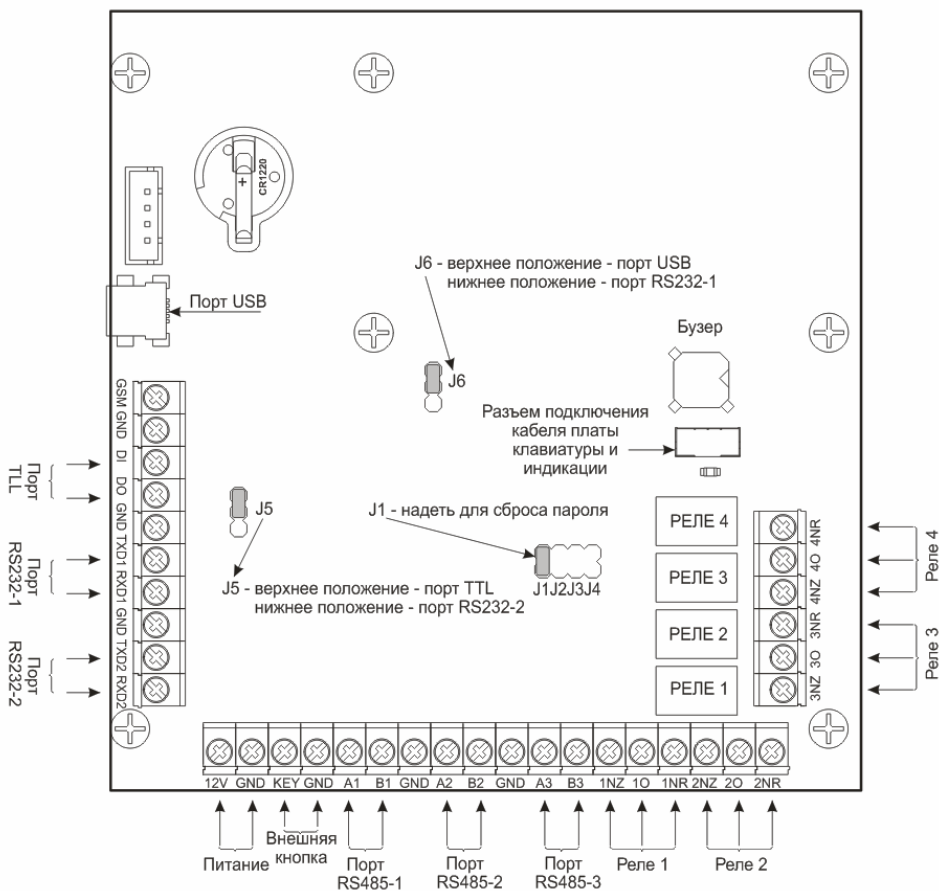 +
CR1220
J6 - верхнее положение - порт USB
нижнее положение - порт RS232-1
Порт USB
Бузер
J6
Разъем подключения
кабеля платы
клавиатуры и
индикации
GSM
GND
DI
DO
GND
TXD1
RXD1
GND
TXD2
RXD2
Порт
TLL
Порт
RS232-1
Порт
RS232-2
J5
J1 - надеть для сброса пароля
J5 - верхнее положение - порт TTL
нижнее положение - порт RS232-2
J1J2J3J4
РЕЛЕ 4
РЕЛЕ 3
РЕЛЕ 2
РЕЛЕ 1
4NR
4O
4NZ
3NR
3O
3NZ
Реле 4
Реле 3
12V GND KEY GND A1 B1 GND A2 B2 GND A3 B3 1NZ 1O 1NR 2NZ 2O 2NR
Питание
Внешняя
кнопка
Порт
RS485-1
Порт
RS485-2
Порт
RS485-3
Реле 1
Реле 2